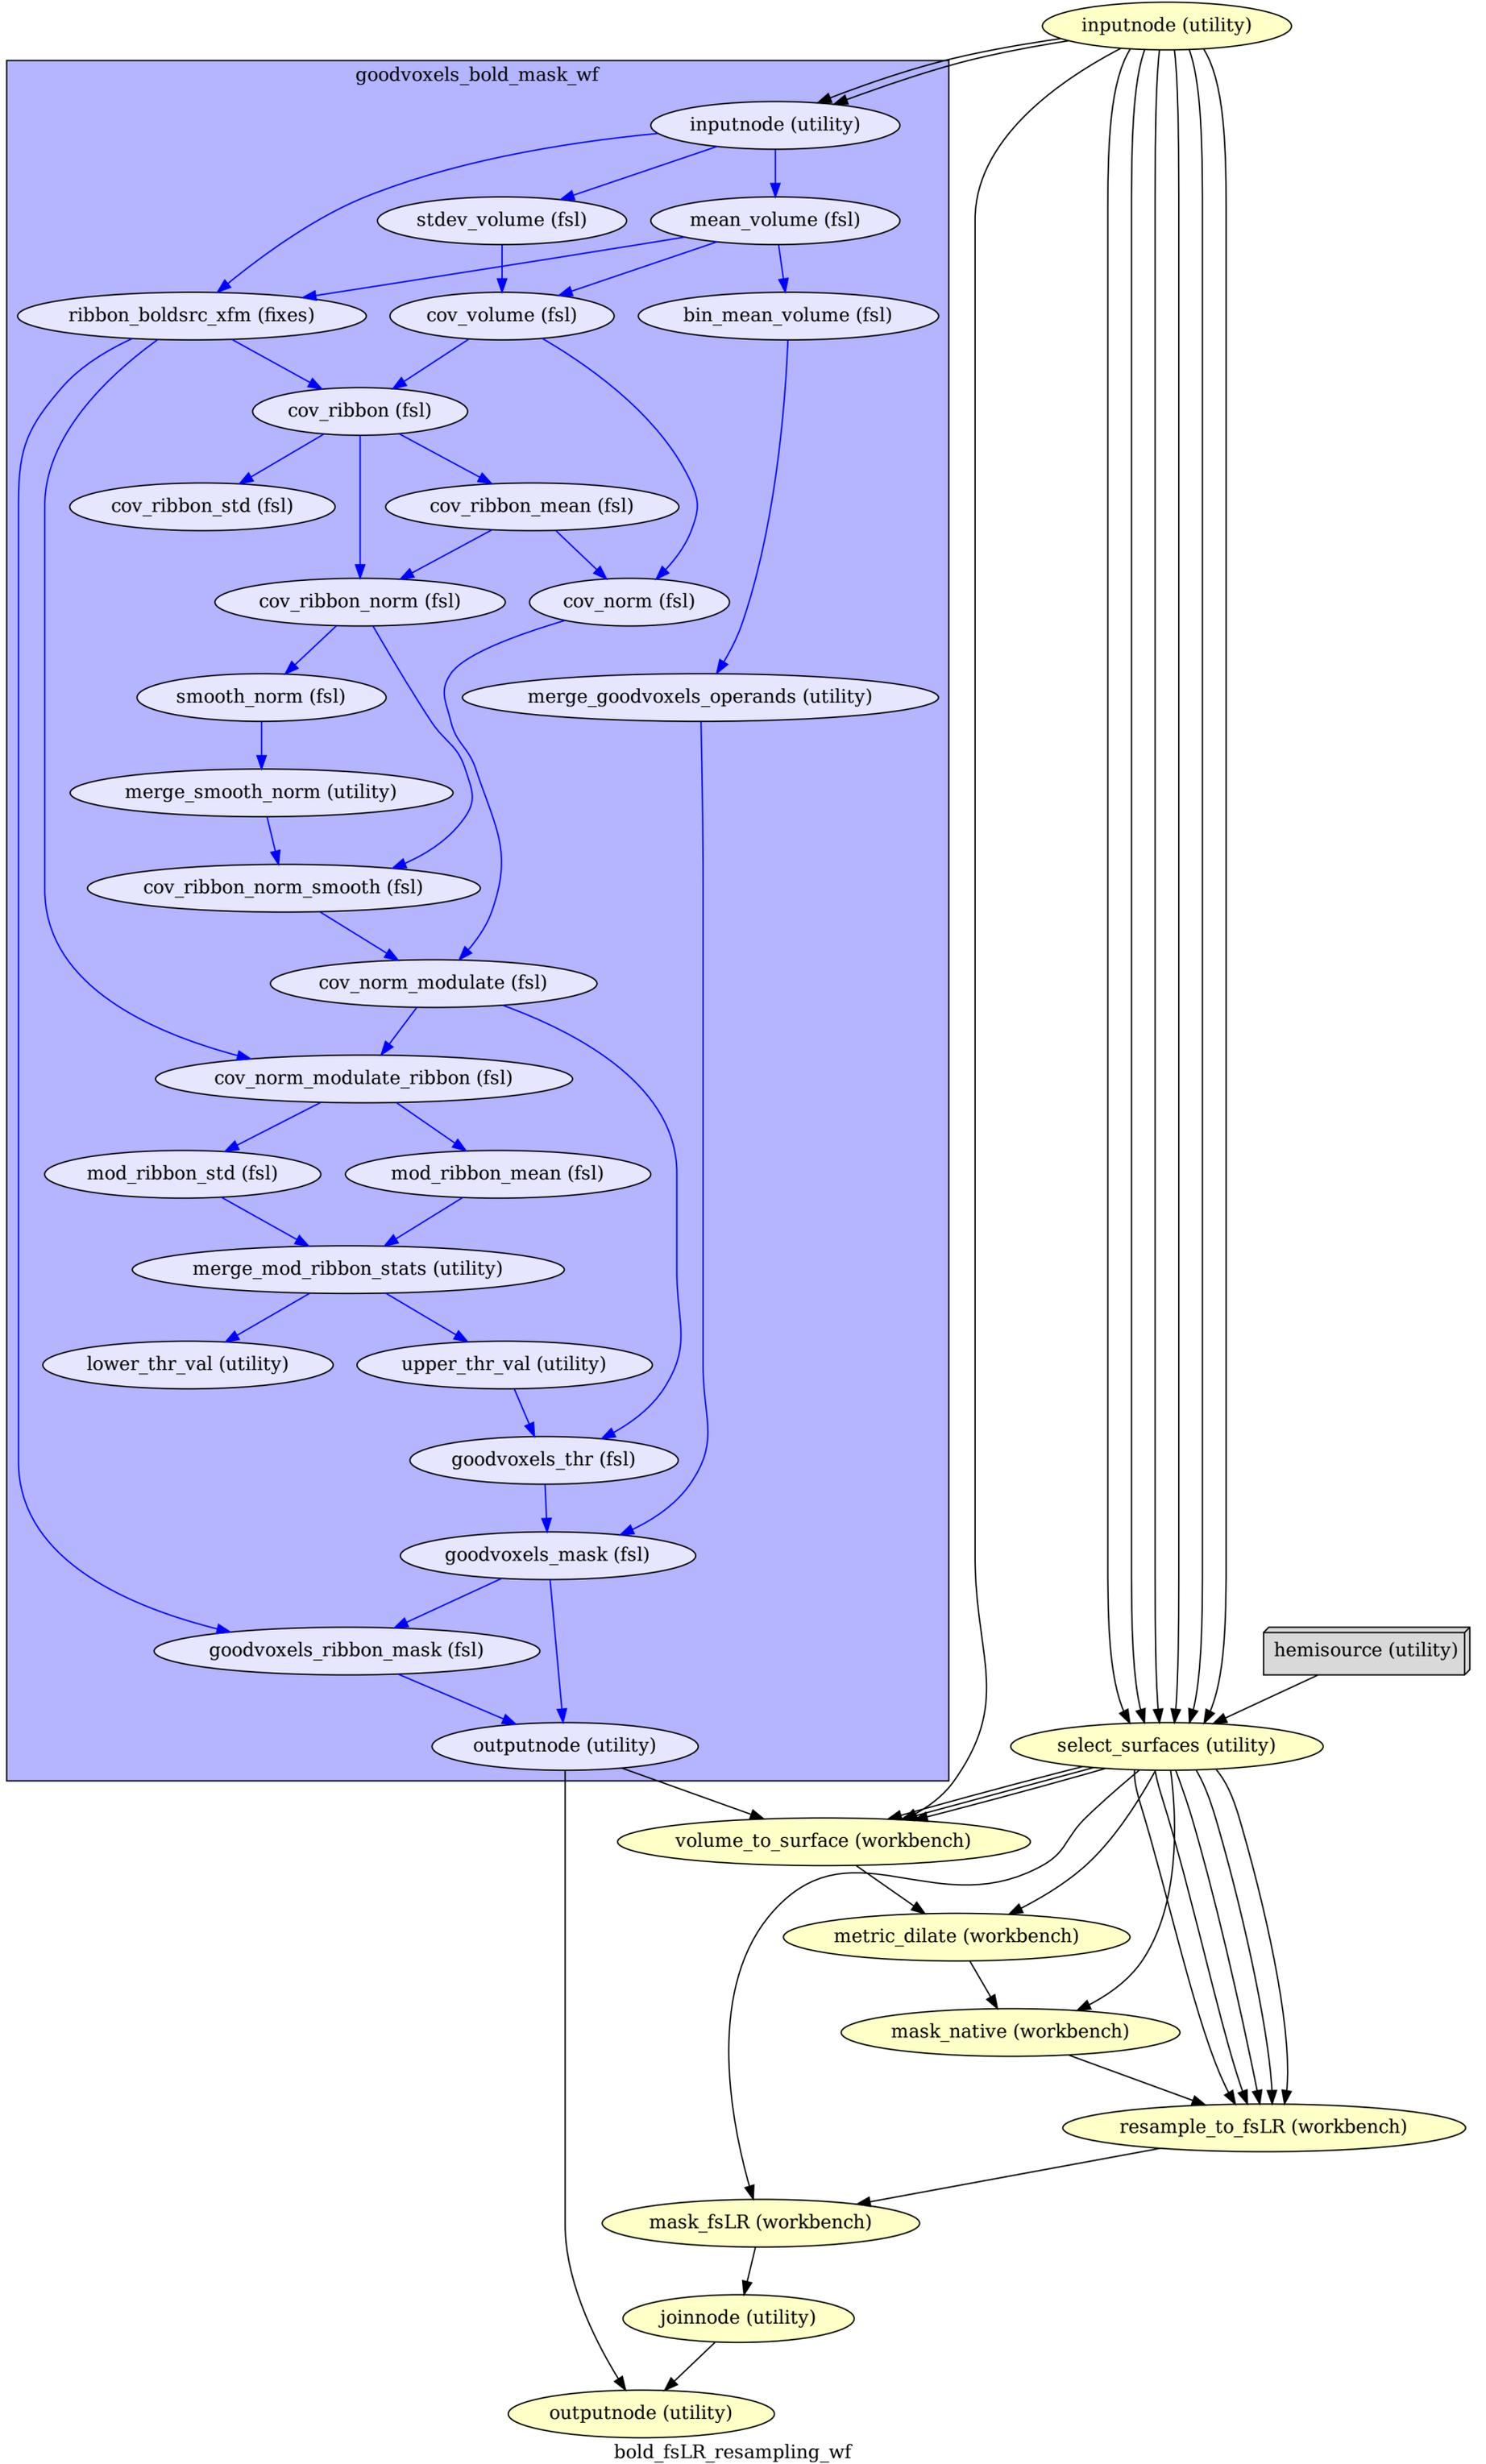 inputnode (utility)
goodvoxels_bold_mask_wf
inputnode (utility)
stdev_volume (fsl)
mean_volume (fsl)
ribbon_boldsrc_xfm (fixes)
cov_volume (fsl)
bin_mean_volume (fsl)
cov_ribbon (fsl)
cov_ribbon_std (fsl)
cov_ribbon_mean (fsl)
cov_ribbon_norm (fsl)
cov_norm (fsl)
smooth_norm (fsl)
merge_goodvoxels_operands (utility)
merge_smooth_norm (utility)
cov_ribbon_norm_smooth (fsl)
cov_norm_modulate (fsl)
cov_norm_modulate_ribbon (fsl)
mod_ribbon_std (fsl)
mod_ribbon_mean (fsl)
merge_mod_ribbon_stats (utility)
lower_thr_val (utility)
upper_thr_val (utility)
goodvoxels_thr (fsl)
goodvoxels_mask (fsl)
goodvoxels_ribbon_mask (fsl)
hemisource (utility)
outputnode (utility)
select_surfaces (utility)
volume_to_surface (workbench)
metric_dilate (workbench)
mask_native (workbench)
resample_to_fsLR (workbench)
mask_fsLR (workbench)
joinnode (utility)
outputnode (utility)
bold_fsLR_resampling_wf